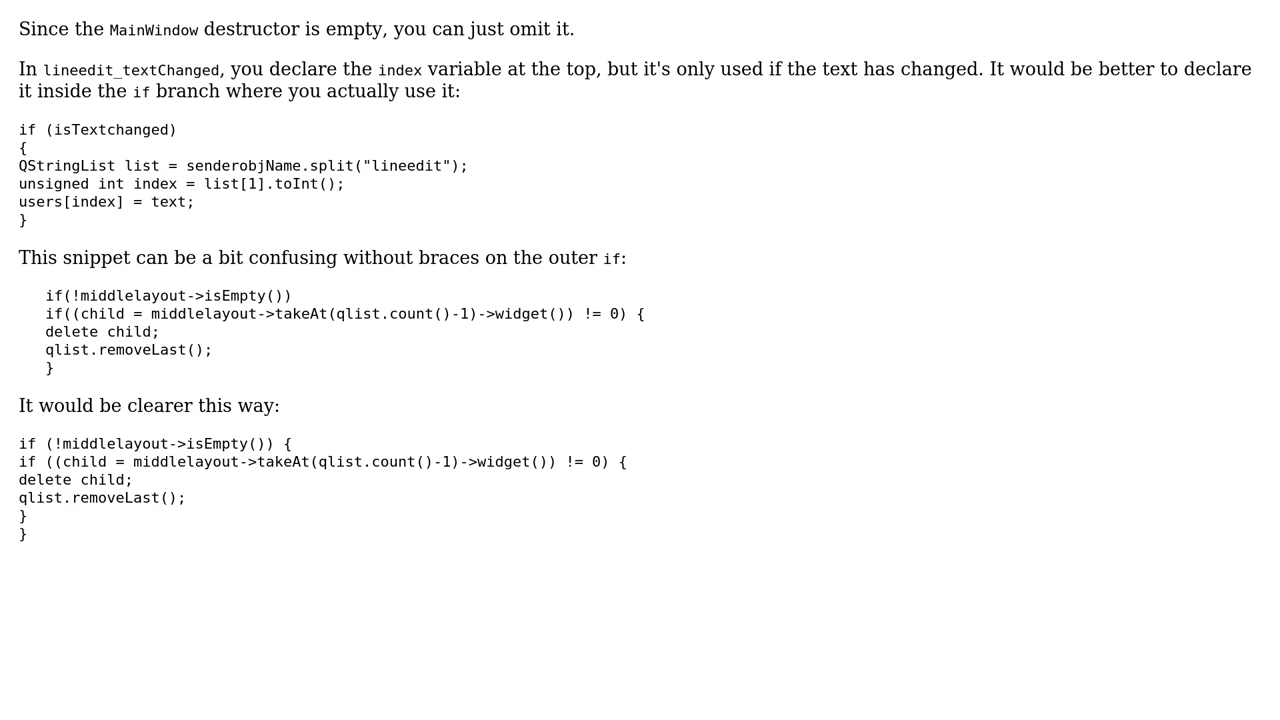 Since the MainWindow destructor is empty, you can just omit it.
In lineedit_textChanged, you declare the index variable at the top, but it's only used if the text has changed. It would be better to declare
it inside the if branch where you actually use it:
if (isTextchanged)
{
QStringList list = senderobjName.split("lineedit");
unsigned int index = list[1].toInt();
users[index] = text;
}
This snippet can be a bit confusing without braces on the outer if:
if(!middlelayout->isEmpty())
if((child = middlelayout->takeAt(qlist.count()-1)->widget()) != 0) {
delete child;
qlist.removeLast();
}
It would be clearer this way:
if (!middlelayout->isEmpty()) {
if ((child = middlelayout->takeAt(qlist.count()-1)->widget()) != 0) {
delete child;
qlist.removeLast();
}
}